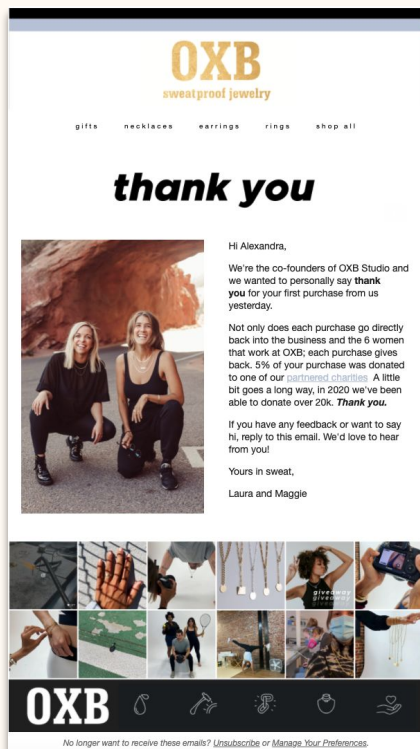 OXB
sweatproof jewelry
gifts necklaces earrings rings shop all
thank you
Hi Alexandra,
We're the co-founders of OXB Studio and
we wanted to personally say thank
you for your first purchase from us
yesterday.
Not only does each purchase go directly
back into the business and the 6 women
that work at OXB; each purchase gives
back. 5% of your purchase was donated
to one of our partnered charities A little
bit goes a long way, in 2020 we've been
able to donate over 20k. Thank you.
If you have any feedback or want to say
hi, reply to this email. We'd love to hear
from you!
Yours in sweat,
Laura and Maggie
giveaway
giveaway
giveaway
OXB
No longer want to receive these emails? Unsubscribe or Manage Your Preferences.